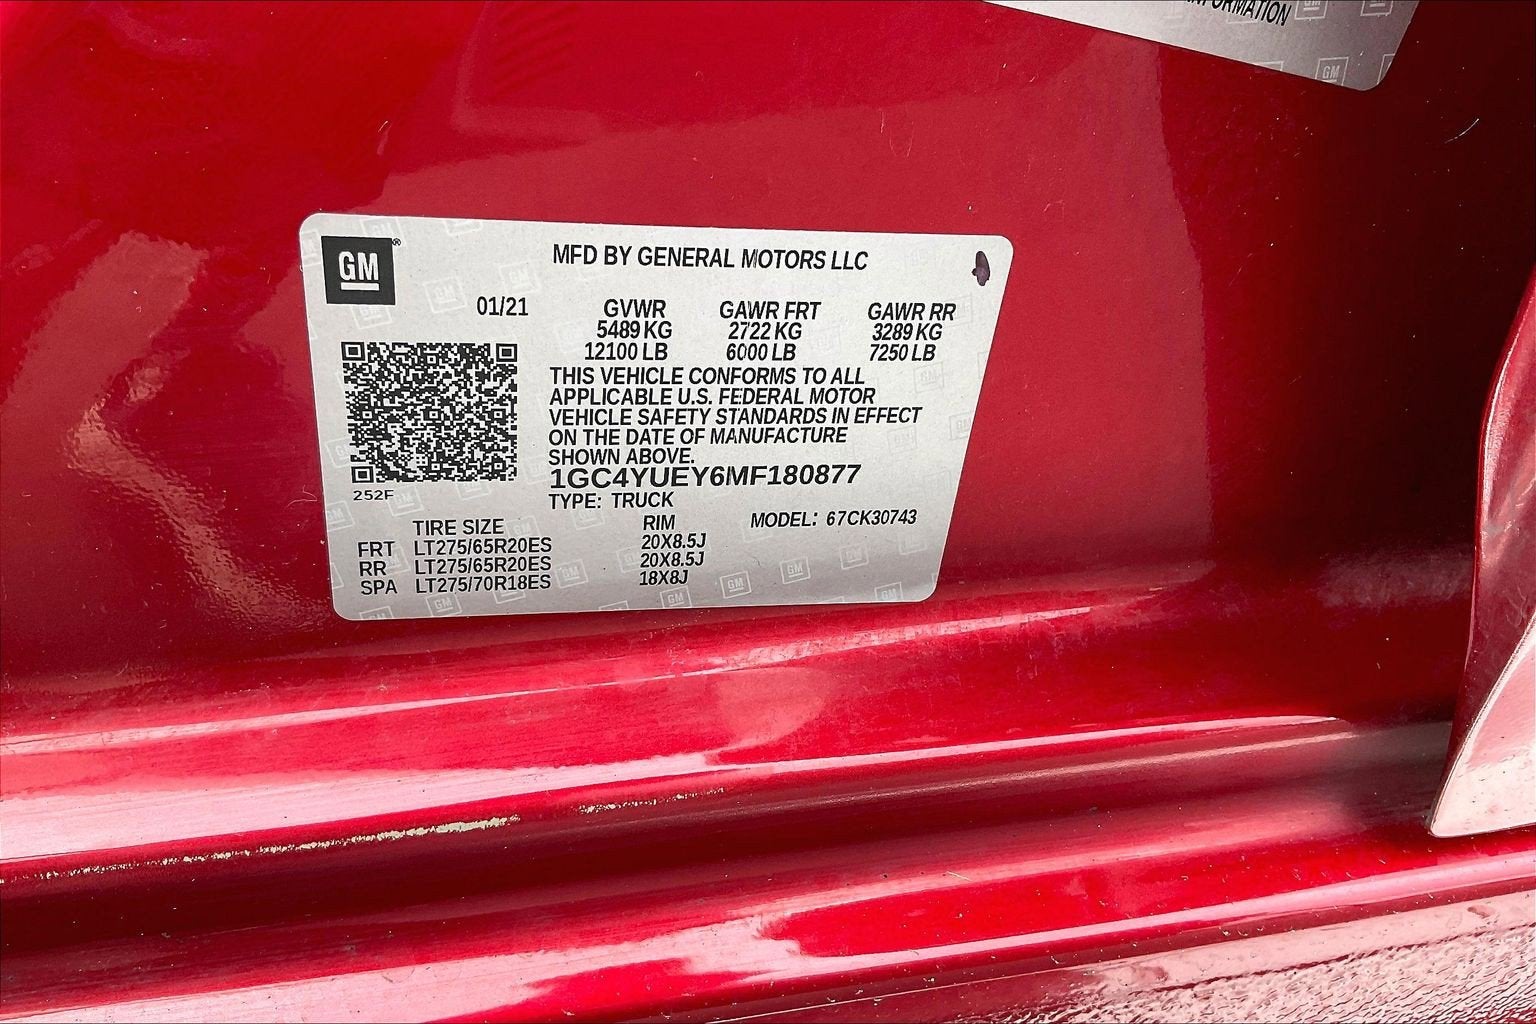 INFORMATION
GM
GM®
MFD BY GENERAL MOTORS LLC
01/21 GVWR GAWR FRT GAWR RR
5489 KG 2722 KG 3289 KG
12100 LB 6000 LB 7250 LB
THIS VEHICLE CONFORMS TO ALL
APPLICABLE U.S. FEDERAL MOTOR
VEHICLE SAFETY STANDARDS IN EFFECT
ON THE DATE OF MANUFACTURE
SHOWN ABOVE.
1GC4YUEY6MF180877
252F
TYPE: TRUCK
TIRE SIZE RIM MODEL: 67CK30743
FRT LT275/65R20ES 20X8.5J
RR LT275/65R20ES 20X8.5J
SPA LT275/70R18ES 18X8J